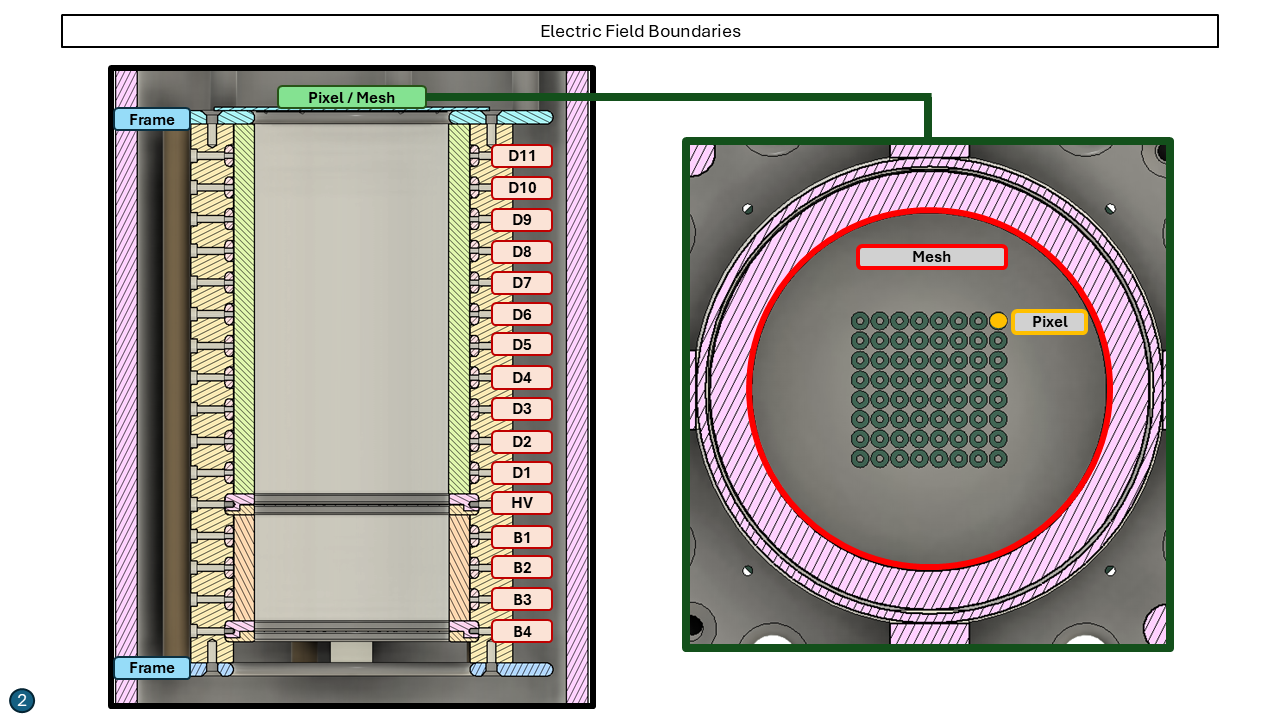 Electric Field Boundaries
Pixel / Mesh
Frame
D11
D10
D9
D8
D7
D6
D5
D4
D3
D2
D1
HV
B1
B2
B3
B4
Frame
Mesh
Pixel
2